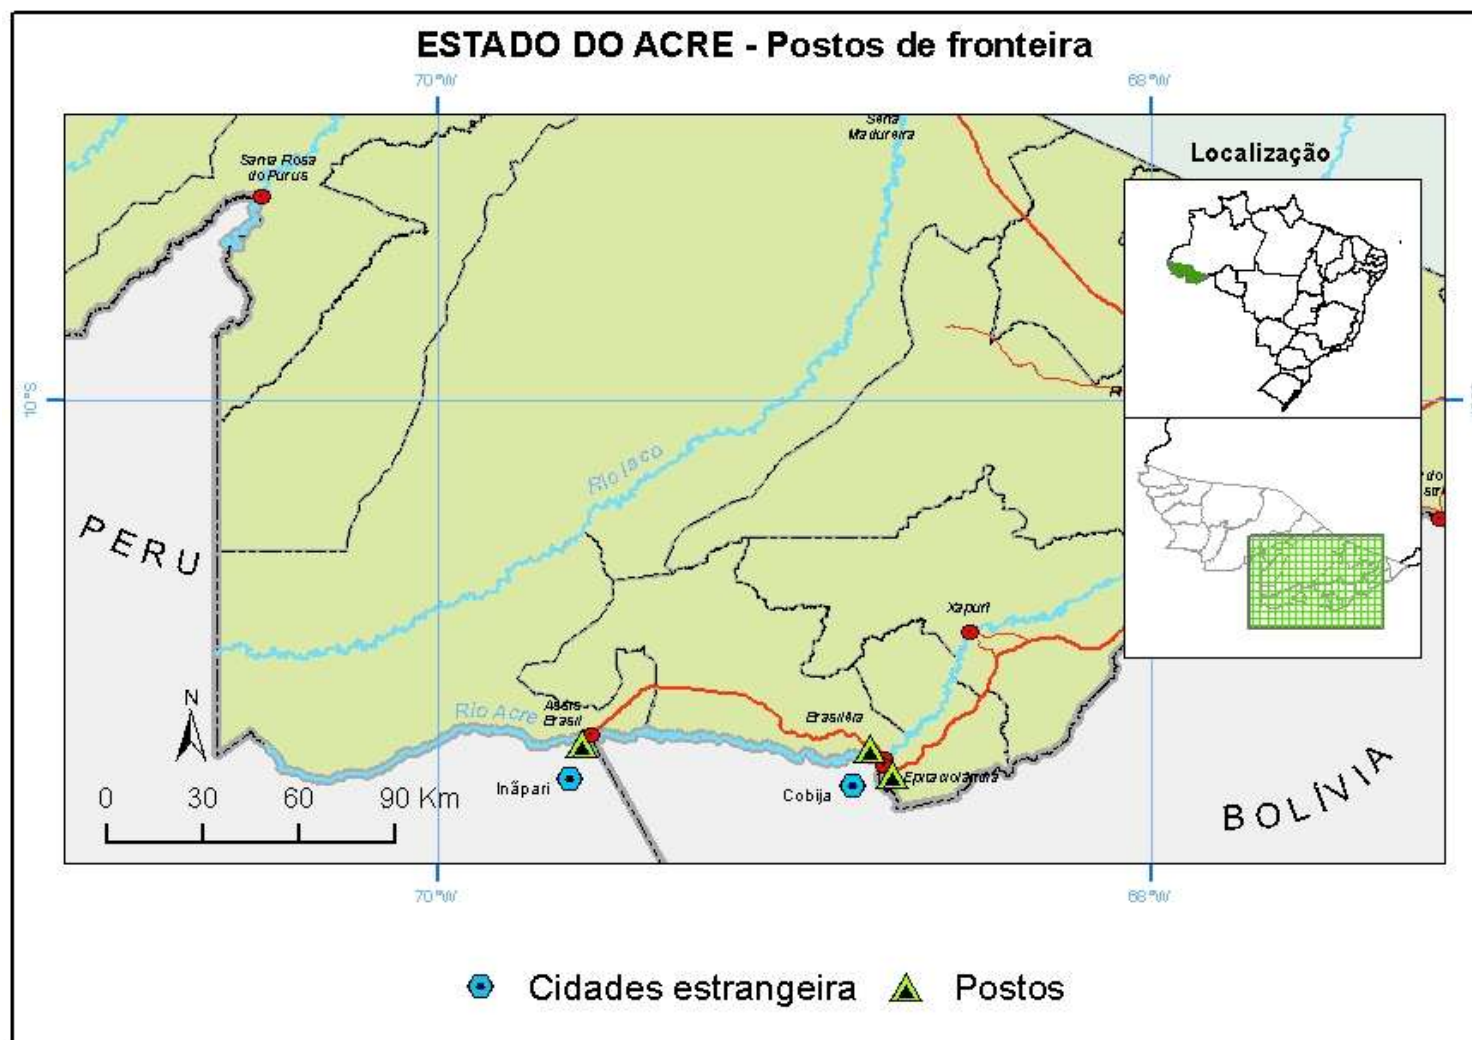 ESTADO DO ACRE - Postos de fronteira
70°W
68°W
Sena
Madureira
Localização
Santa Rosa
do Purus
10°S
Rio Iaco
PERU
Xapuri
N
Rio Acre
Assis
Brasil
Brasiléia
Epitaciolândia
Iñãpari
Cobija
0 30 60 90 Km
BOLÍVIA
70°W
68°W
Cidades estrangeira
Postos